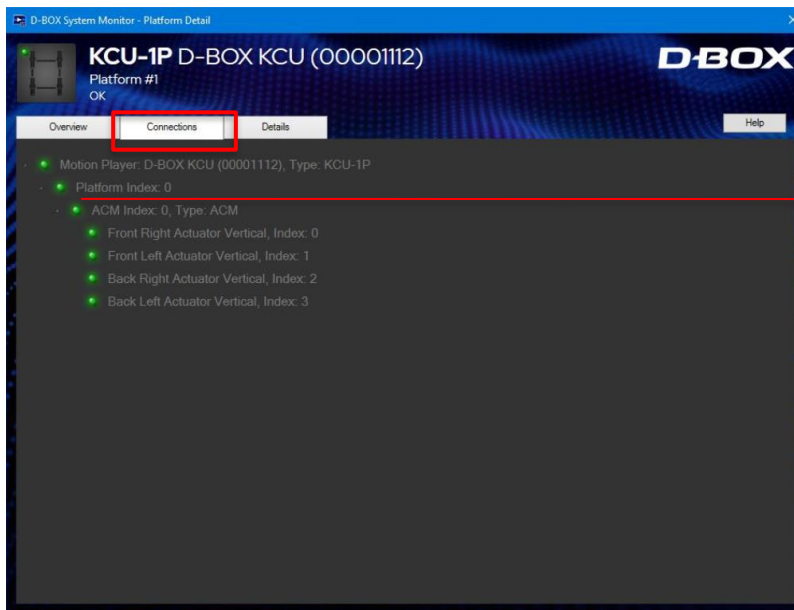 D-BOX System Monitor - Platform Detail
KCU-1P D-BOX KCU (00001112)
D-BOX
Platform #1
OK
Overview
Connections
Details
Help
Motion Player: D-BOX KCU (00001112), Type: KCU-1P
Platform Index: 0
ACM Index: 0, Type: ACM
Front Right Actuator Vertical, Index: 0
Front Left Actuator Vertical, Index: 1
Back Right Actuator Vertical, Index: 2
Back Left Actuator Vertical, Index: 3